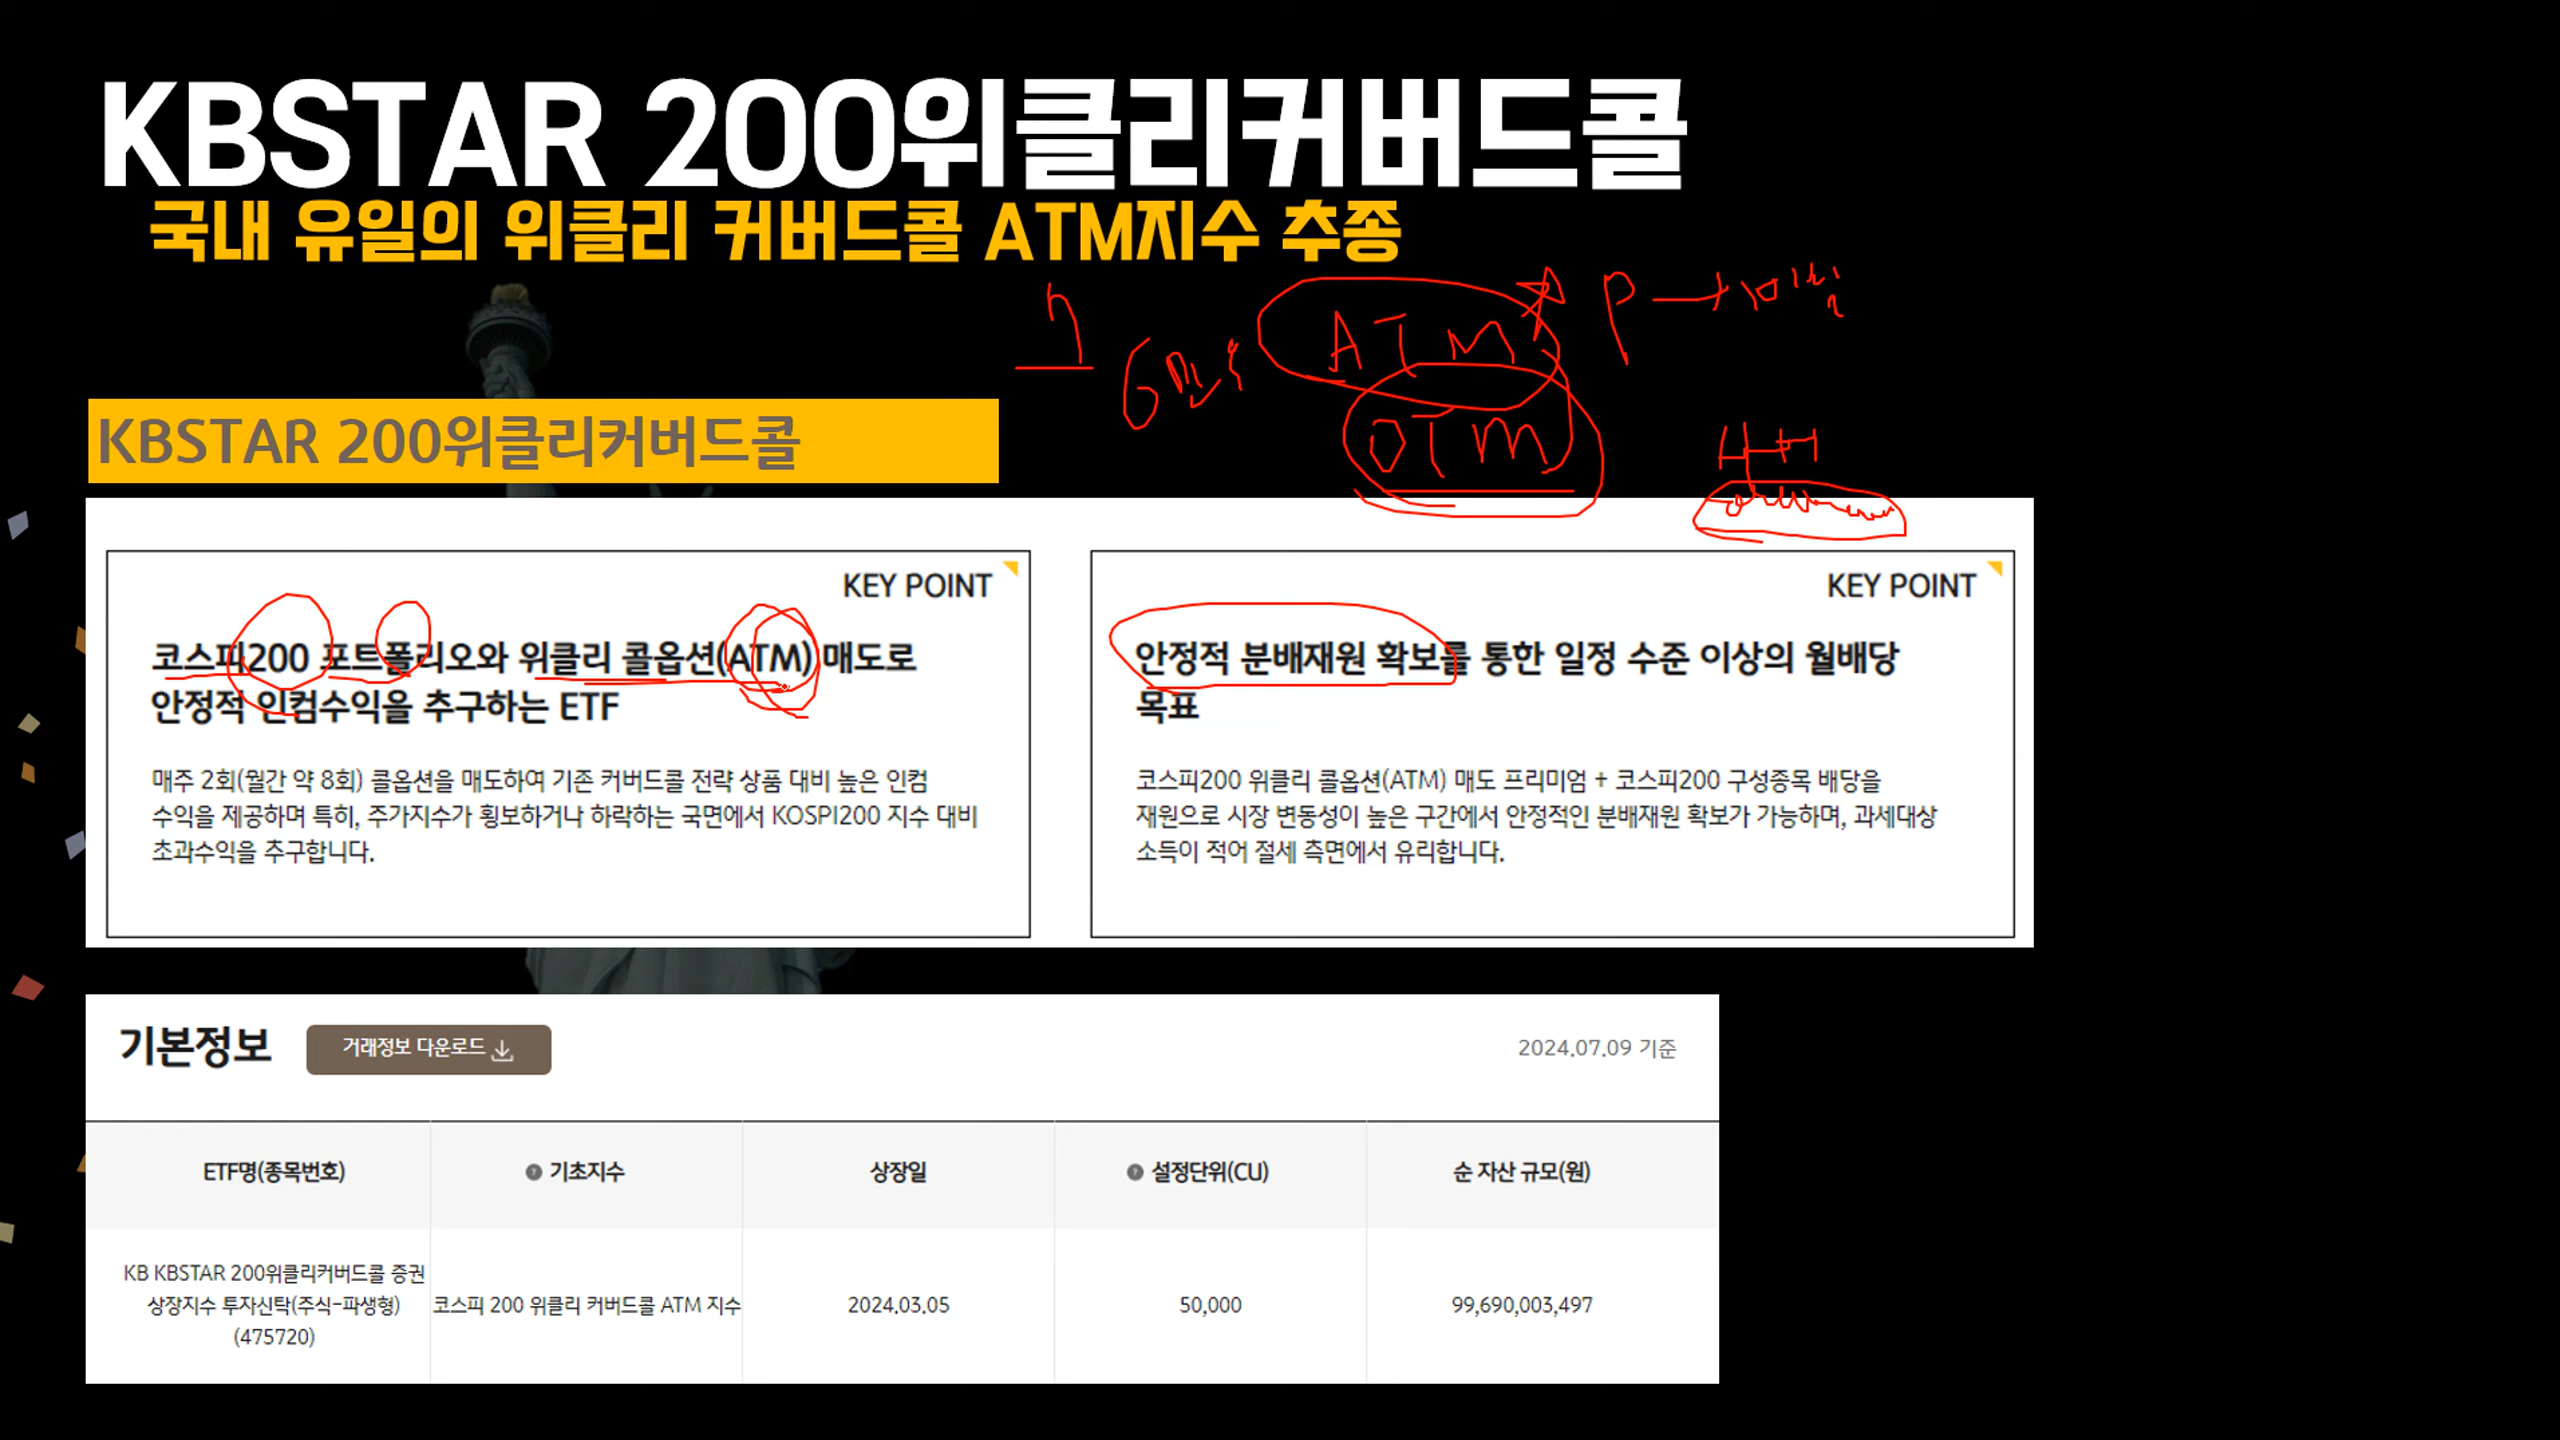 KBSTAR 200위클리커버드콜
국내 유일의 위클리 커버드콜 ATM지수 추종
ATM
P
OTM
KBSTAR 200위클리커버드콜
KEY POINT
코스피200 포트폴리오와 위클리 콜옵션(ATM) 매도로
안정적 인컴수익을 추구하는 ETF
매주 2회(월간 약 8회) 콜옵션을 매도하여 기존 커버드콜 전략 상품 대비 높은 인컴
수익을 제공하며 특히, 주가지수가 횡보하거나 하락하는 국면에서 KOSPI200 지수 대비
초과수익을 추구합니다.
KEY POINT
안정적 분배재원 확보를 통한 일정 수준 이상의 월배당
목표
코스피200 위클리 콜옵션(ATM) 매도 프리미엄 + 코스피200 구성종목 배당을
재원으로 시장 변동성이 높은 구간에서 안정적인 분배재원 확보가 가능하며, 과세대상
소득이 적어 절세 측면에서 유리합니다.
기본정보 거래정보 다운로드 2024.07.09 기준
ETF명(종목번호) 기초지수 상장일 설정단위(CU) 순 자산 규모(원)
KB KBSTAR 200위클리커버드콜 증권
상장지수 투자신탁(주식-파생형) 코스피 200 위클리 커버드콜 ATM 지수 2024.03.05 50,000 99,690,003,497
(475720)